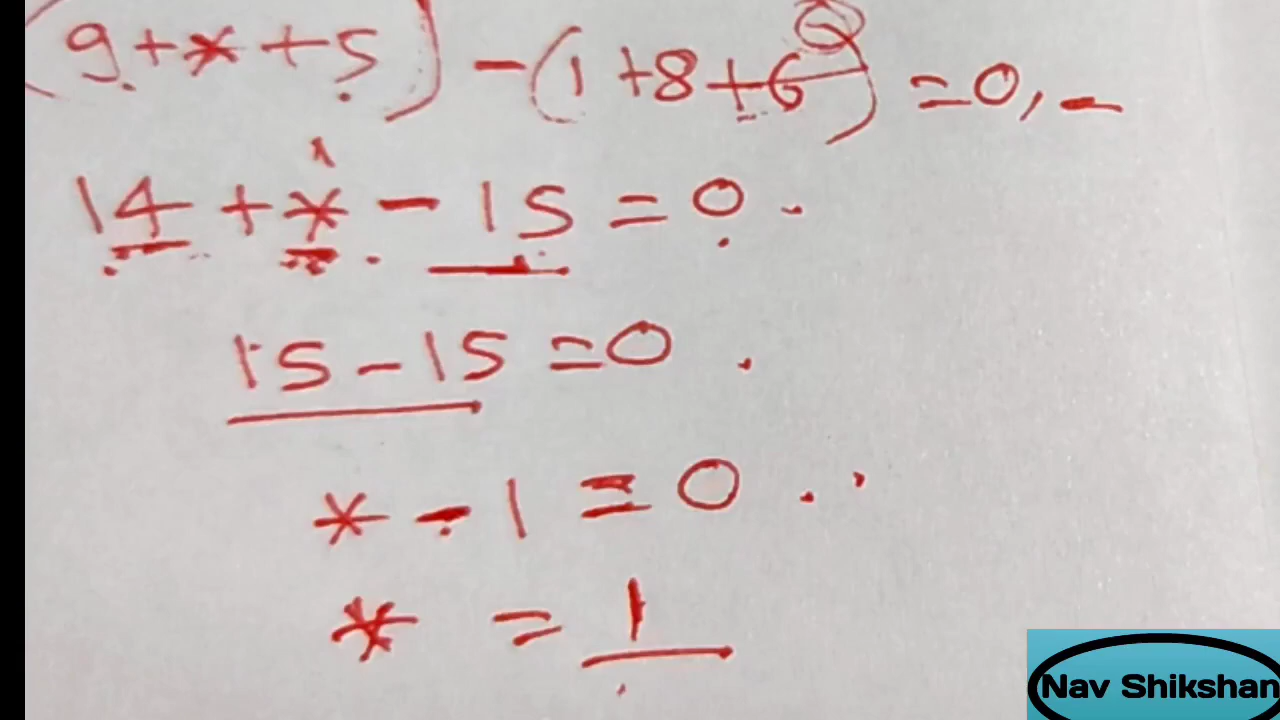 (9+*+5) - (1+8+6) = 0, -
14 + * - 15 = 0 .
15 - 15 = 0 .
* - 1 = 0 . .
* = 1
Nav Shikshan